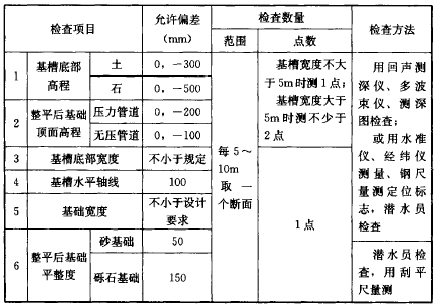 检查项目
允许偏差
（mm）
检查数量
检查方法
范围
点数
1
基槽底部
高程
土
0，－300
石
0，－500
2
整平后基础
顶面高程
压力管道
0，－200
无压管道
0，－100
3
基槽底部宽度
不小于规定
4
基槽水平轴线
100
5
基础宽度
不小于设计
要求
6
整平后基础
平整度
砂基础
50
砾石基础
150
每 5～
10m
取 一
个断面
基槽宽度不大
于 5m 时测 1 点；
基槽宽度大于
5m 时测不少于
2 点
1 点
用回声测
深仪、多波
束仪、测深
图检查；
或用水准
仪、经纬仪
测量、钢尺
量测定位标
志，潜水员
检查
潜水员检
查，用刮平
尺量测